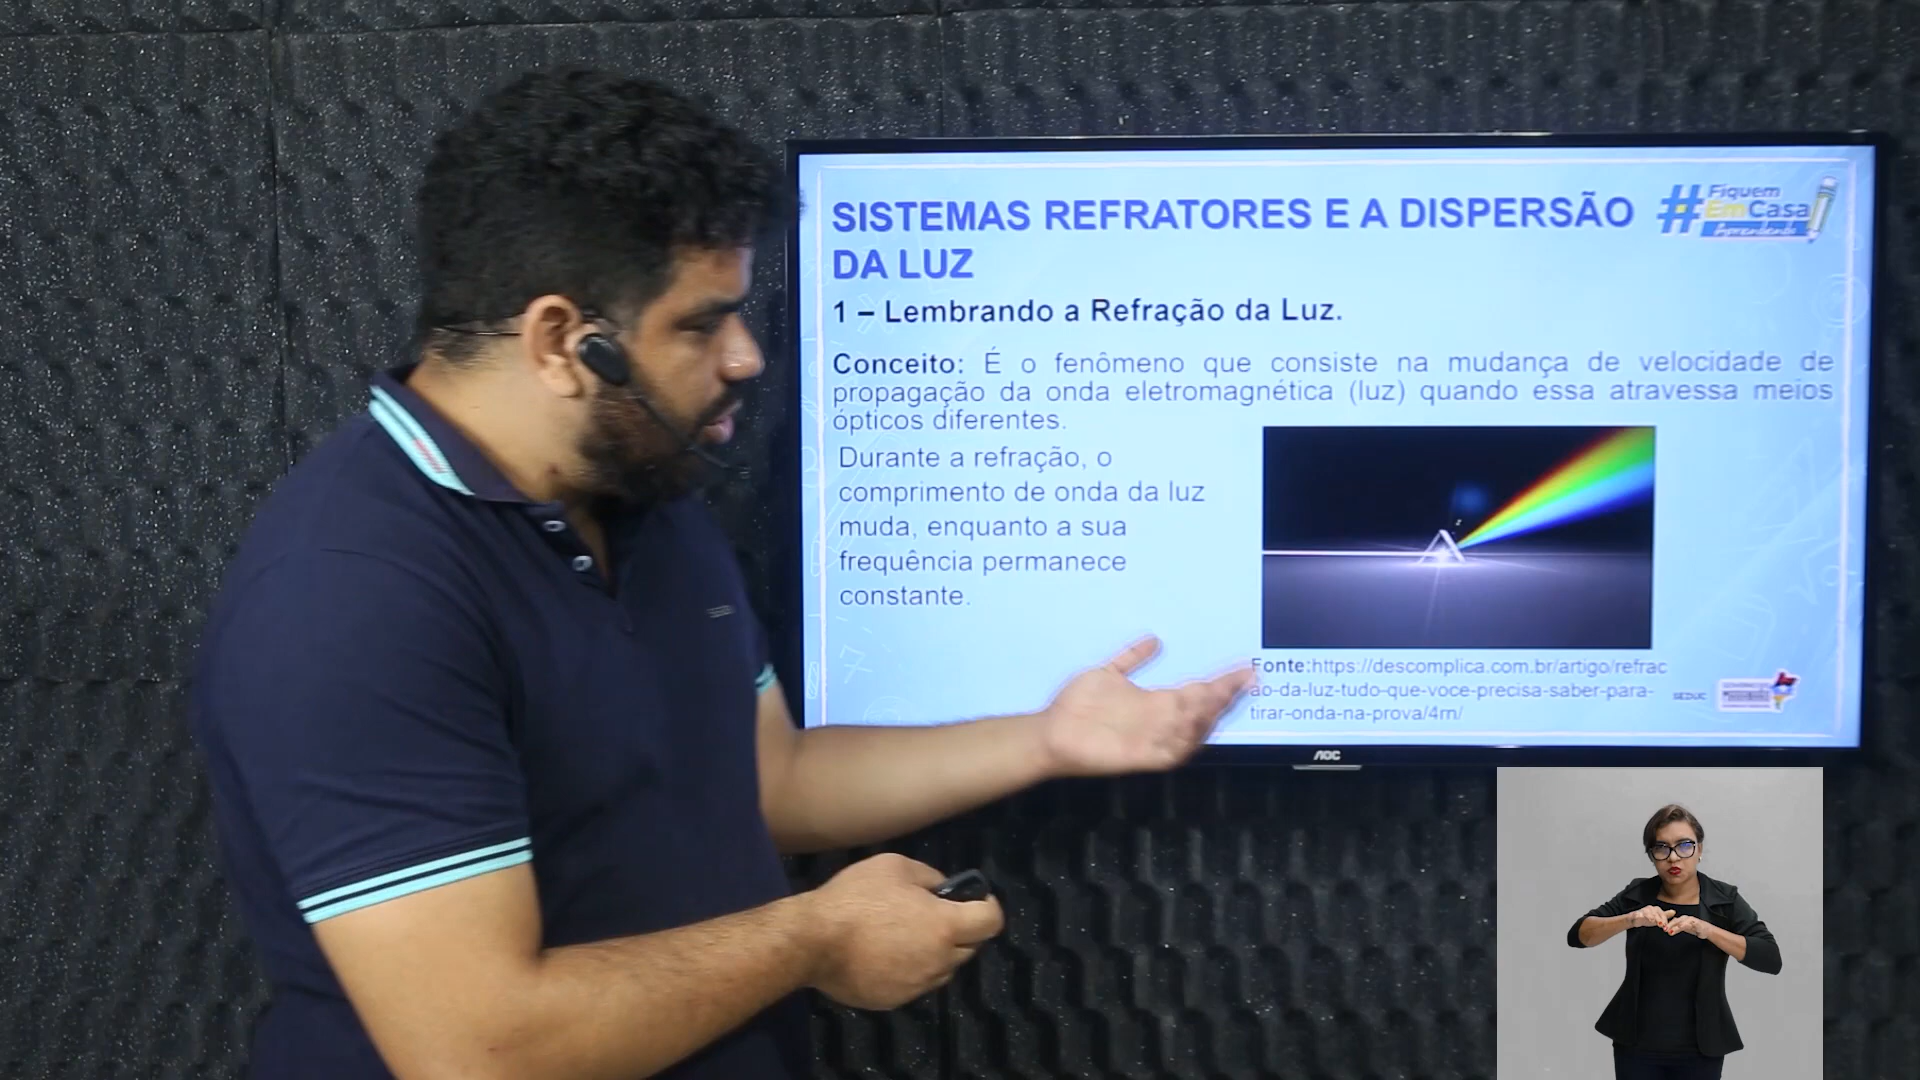 SISTEMAS REFRATORES E A DISPERSÃO
DA LUZ
#Fiquem
EmCasa
Aprendendo
1 – Lembrando a Refração da Luz.
Conceito: É o fenômeno que consiste na mudança de velocidade de
propagação da onda eletromagnética (luz) quando essa atravessa meios
ópticos diferentes.
Durante a refração, o
comprimento de onda da luz
muda, enquanto a sua
frequência permanece
constante.
Fonte:https://descomplica.com.br/artigo/refrac
ao-da-luz-tudo-que-voce-precisa-saber-para-
tirar-onda-na-prova/4rn/
SEDUC
AOC